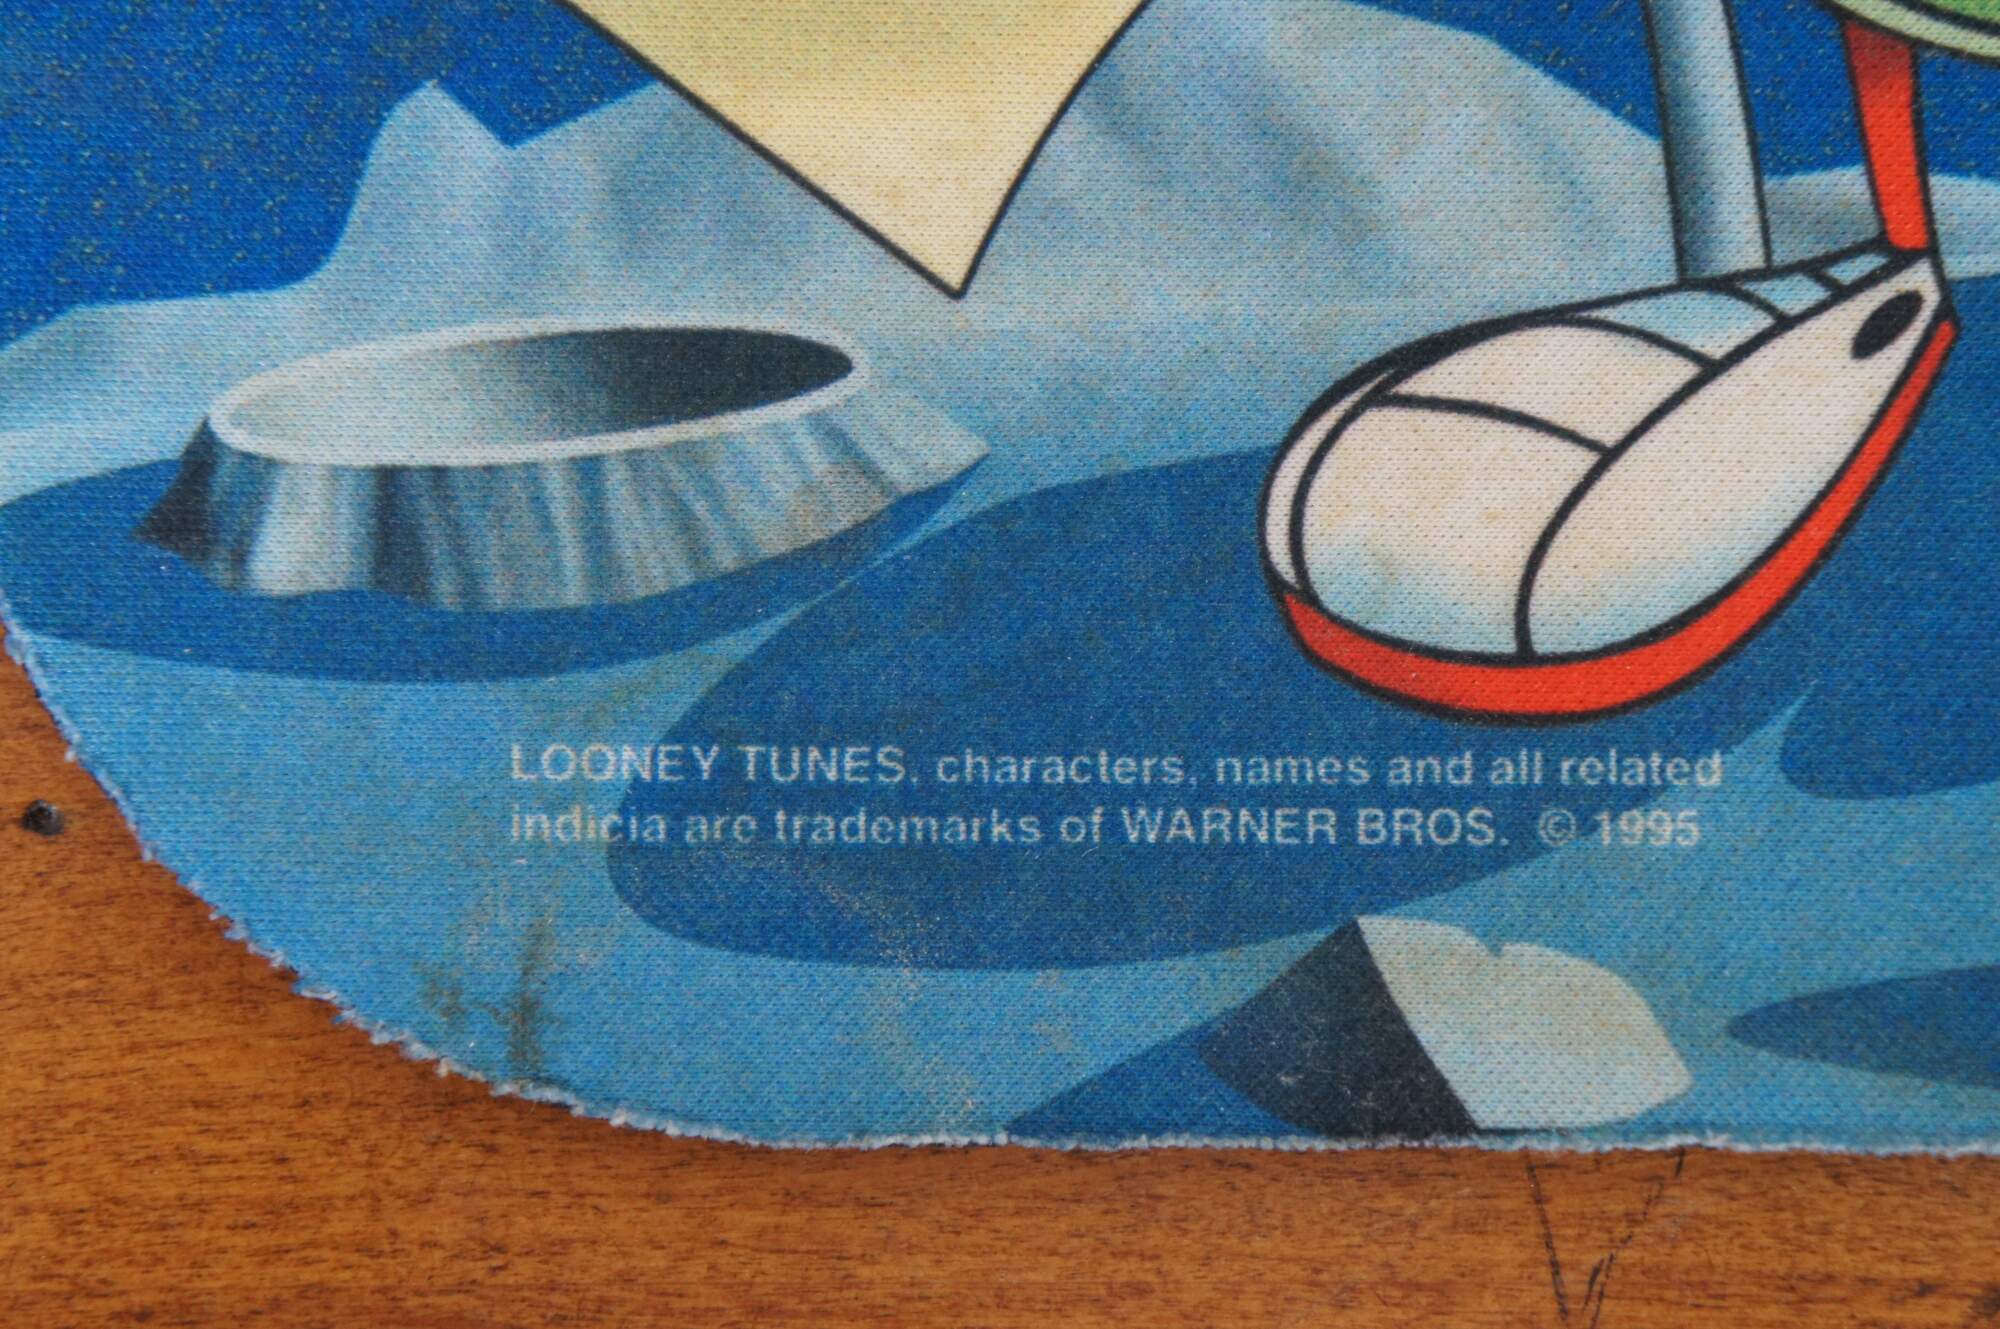 LOONEY TUNES, characters, names and all related
indicia are trademarks of WARNER BROS. © 1995